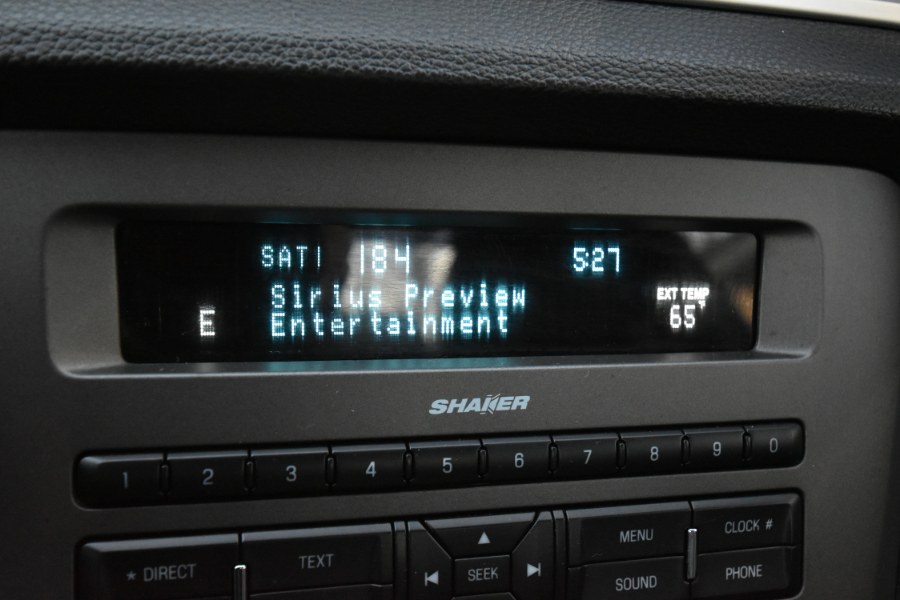 SAT1 184 5:27
Sirius Preview
EXT TEMP
E Entertainment 65°F
SHAKER
1 2 3 4 5 6 7 8 9 0
* DIRECT TEXT SEEK MENU CLOCK #
SOUND PHONE